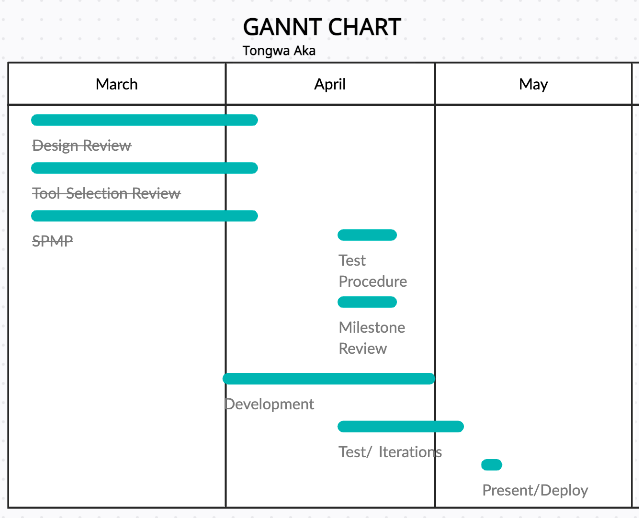 GANNT CHART
Tongwa Aka
March
April
May
Design Review
Tool Selection Review
SPMP
Test
Procedure
Milestone
Review
Development
Test/ Iterations
Present/Deploy